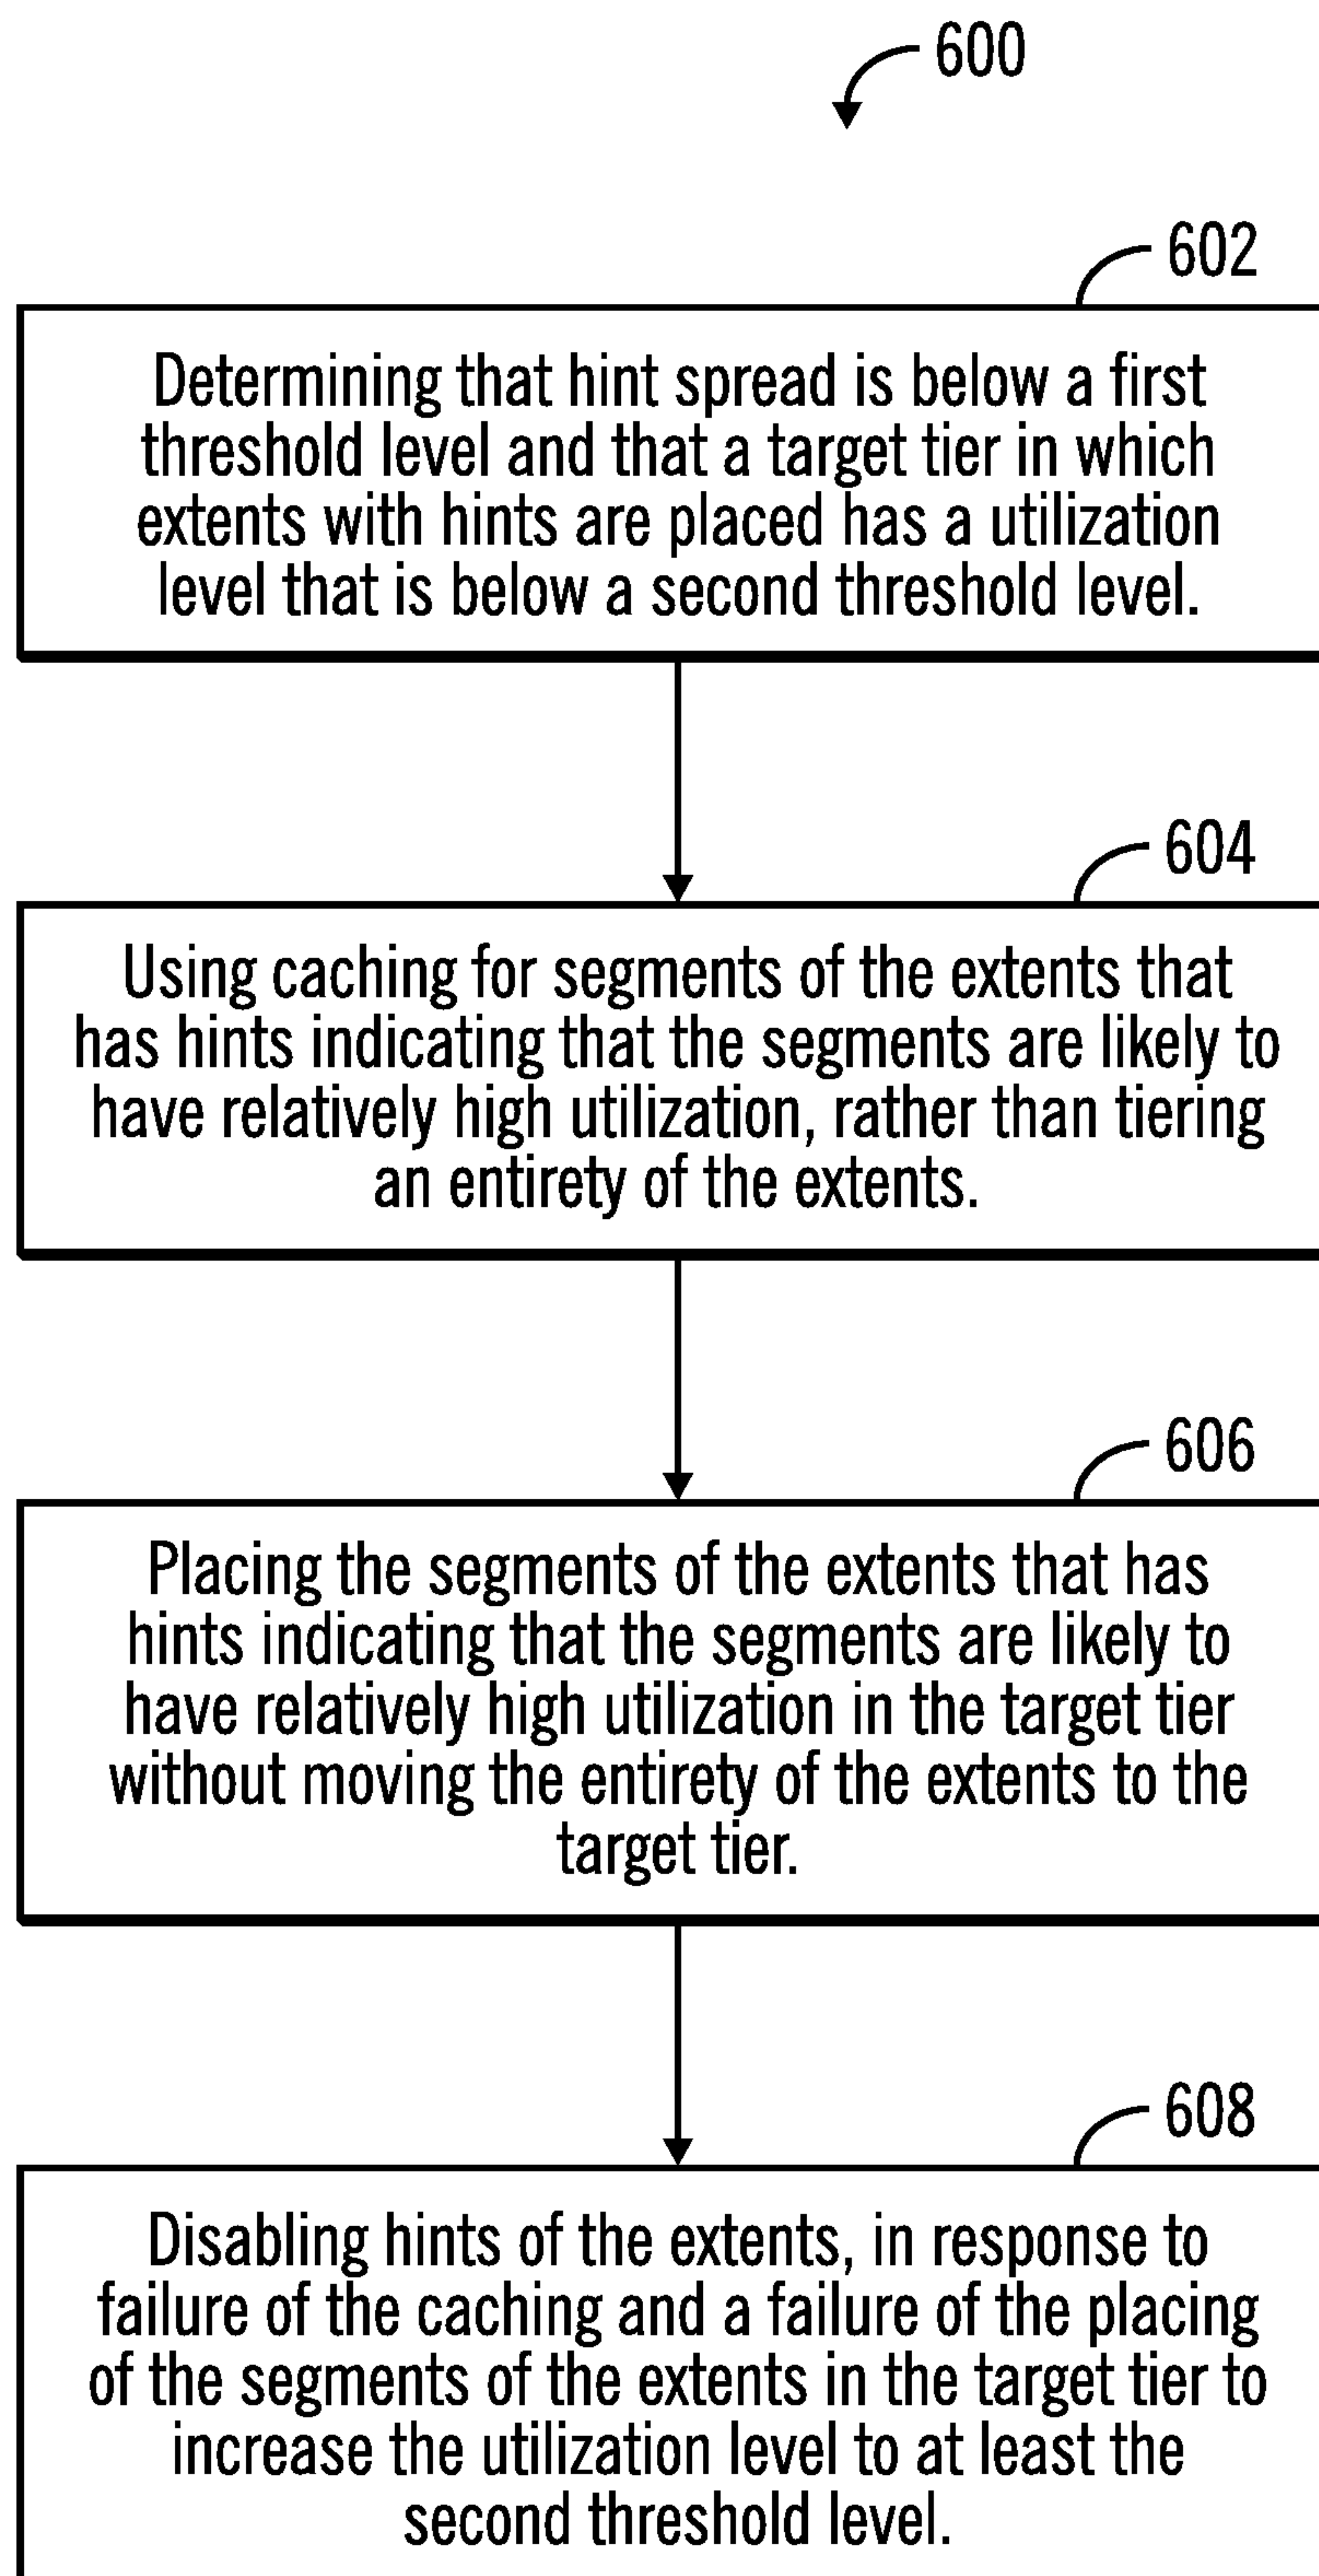 600
602
Determining that hint spread is below a first
threshold level and that a target tier in which
extents with hints are placed has a utilization
level that is below a second threshold level.
604
Using caching for segments of the extents that
has hints indicating that the segments are likely to
have relatively high utilization, rather than tiering
an entirety of the extents.
606
Placing the segments of the extents that has
hints indicating that the segments are likely to
have relatively high utilization in the target tier
without moving the entirety of the extents to the
target tier.
608
Disabling hints of the extents, in response to
failure of the caching and a failure of the placing
of the segments of the extents in the target tier to
increase the utilization level to at least the
second threshold level.